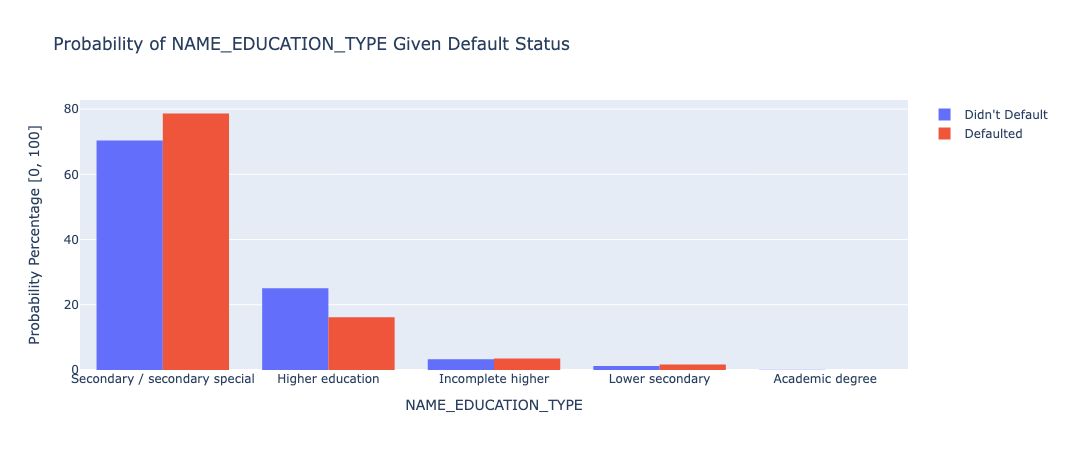 Probability of NAME_EDUCATION_TYPE Given Default Status
Probability Percentage [0, 100]
80
60
40
20
0
Secondary / secondary special
Higher education
Incomplete higher
Lower secondary
Academic degree
NAME_EDUCATION_TYPE
Didn't Default
Defaulted